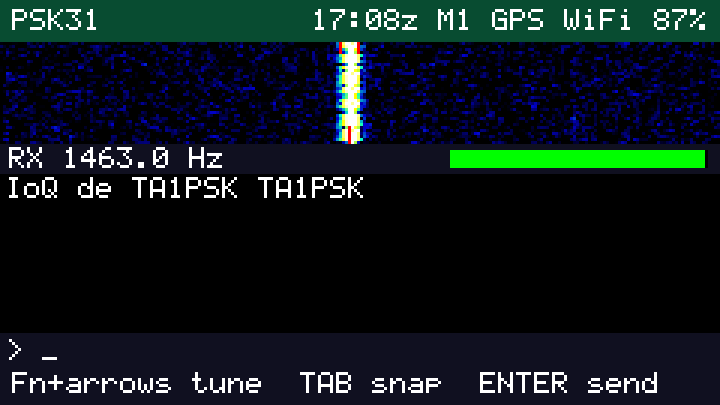 PSK31 17:08z M1 GPS WiFi 87%
RX 1463.0 Hz
IoQ de TA1PSK TA1PSK
> _
Fn+arrows tune TAB snap ENTER send